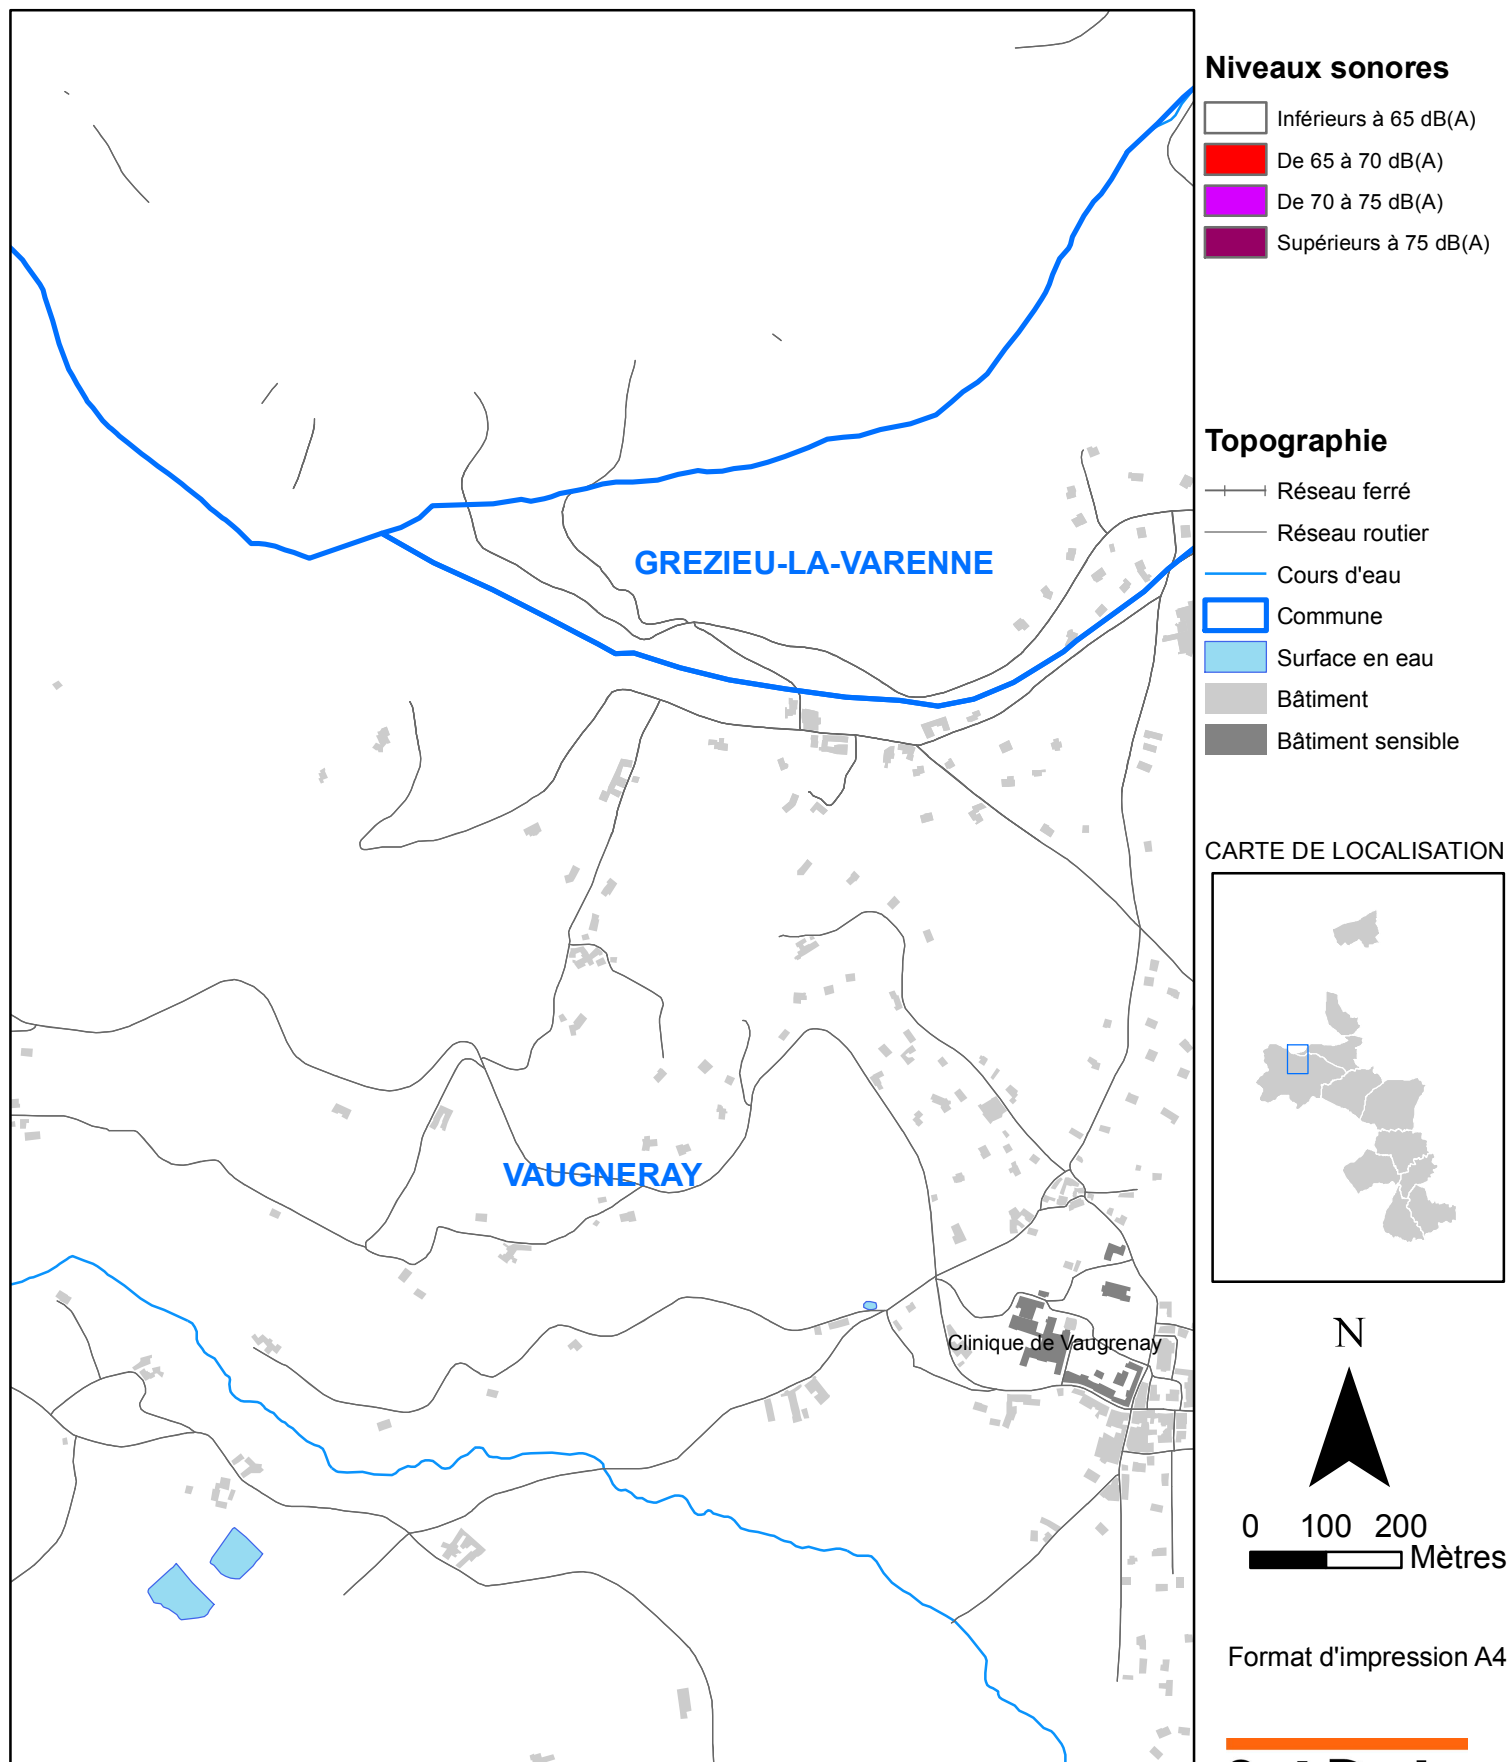 Niveaux sonores
Inférieurs à 65 dB(A)
De 65 à 70 dB(A)
De 70 à 75 dB(A)
Supérieurs à 75 dB(A)
Topographie
Réseau ferré
Réseau routier
Cours d'eau
Commune
Surface en eau
Bâtiment
Bâtiment sensible
CARTE DE LOCALISATION
GREZIEU-LA-VARENNE
VAUGNERAY
Clinique de Vaugrenay
N
0 100 200
Mètres
Format d'impression A4